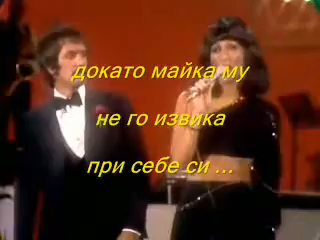 докато майка му
не го извика
при себе си ...